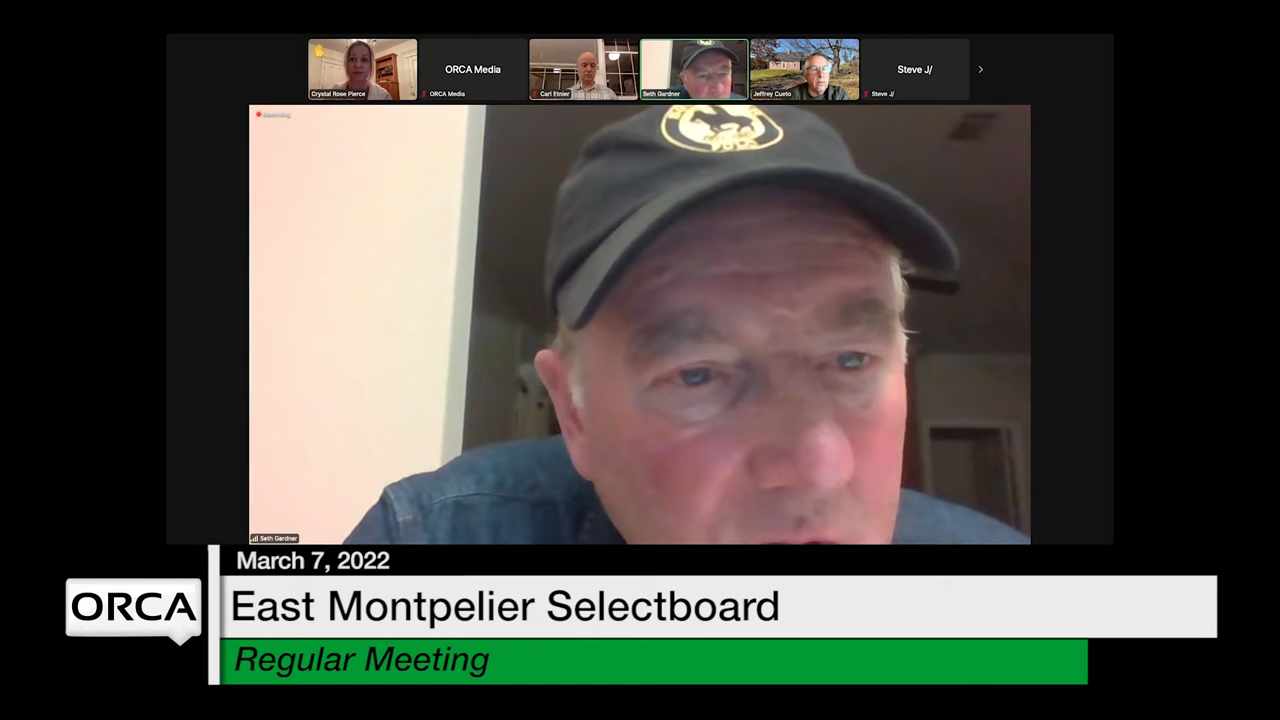 ORCA Media
Steve J/
Crystal Rose Pierce
ORCA Media
Carl Etnier
Seth Gardner
Jeffrey Cueto
Steve J/
Recording
Seth Gardner
March 7, 2022
ORCA
East Montpelier Selectboard
Regular Meeting